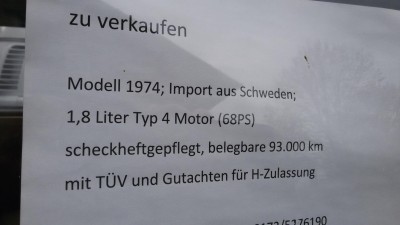 zu verkaufen
Modell 1974; Import aus Schweden;
1,8 Liter Typ 4 Motor (68PS)
scheckheftgepflegt, belegbare 93.000 km
mit TÜV und Gutachten für H-Zulassung